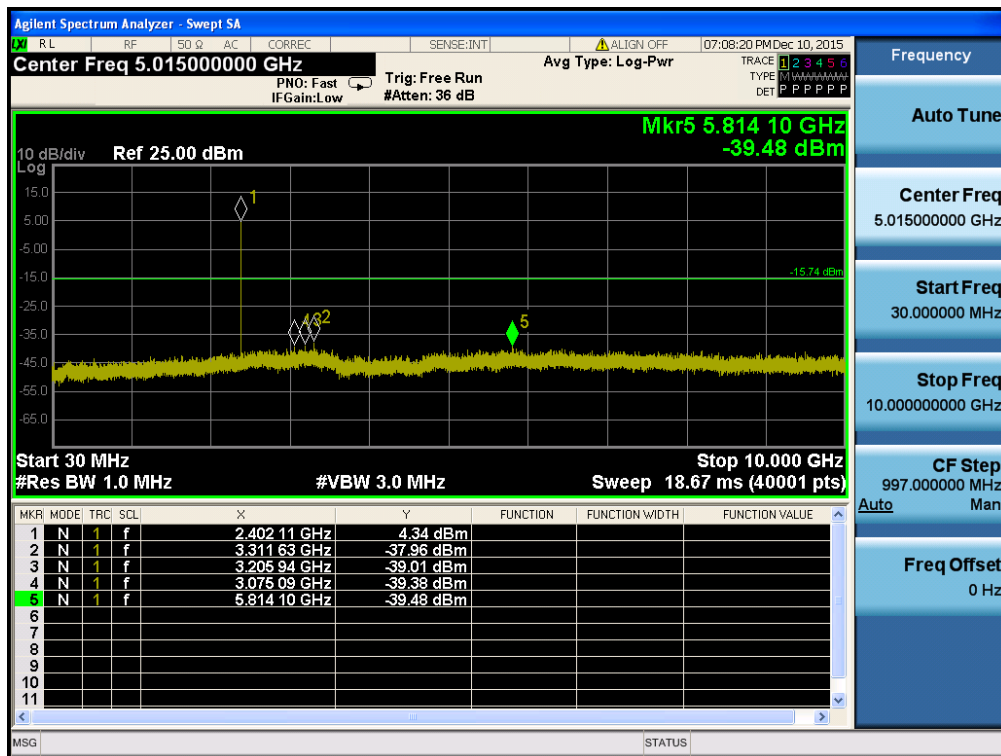 Agilent Spectrum Analyzer - Swept SA
LXI RL RF 50 Ω AC CORREC SENSE:INT ALIGN OFF 07:08:20 PM Dec 10, 2015
Center Freq 5.015000000 GHz
Avg Type: Log-Pwr
TRACE 1 2 3 4 5 6
PNO: Fast
Trig: Free Run
TYPE M
IFGain:Low
#Atten: 36 dB
DET P P P P P P
Mkr5 5.814 10 GHz
-39.48 dBm
10 dB/div Ref 25.00 dBm
Log
15.0
5.00
-5.00
-15.0
-25.0
-35.0
-45.0
-55.0
-65.0
1
-15.74 dBm
4 3 2
5
Start 30 MHz Stop 10.000 GHz
#Res BW 1.0 MHz #VBW 3.0 MHz Sweep 18.67 ms (40001 pts)
MKR MODE TRC SCL X Y FUNCTION FUNCTION WIDTH FUNCTION VALUE
1 N 1 f 2.402 11 GHz 4.34 dBm
2 N 1 f 3.311 63 GHz -37.96 dBm
3 N 1 f 3.205 94 GHz -39.01 dBm
4 N 1 f 3.075 09 GHz -39.38 dBm
5 N 1 f 5.814 10 GHz -39.48 dBm
6
7
8
9
10
11
MSG STATUS
Frequency
Auto Tune
Center Freq
5.015000000 GHz
Start Freq
30.000000 MHz
Stop Freq
10.000000000 GHz
CF Step
997.000000 MHz
Auto Man
Freq Offset
0 Hz